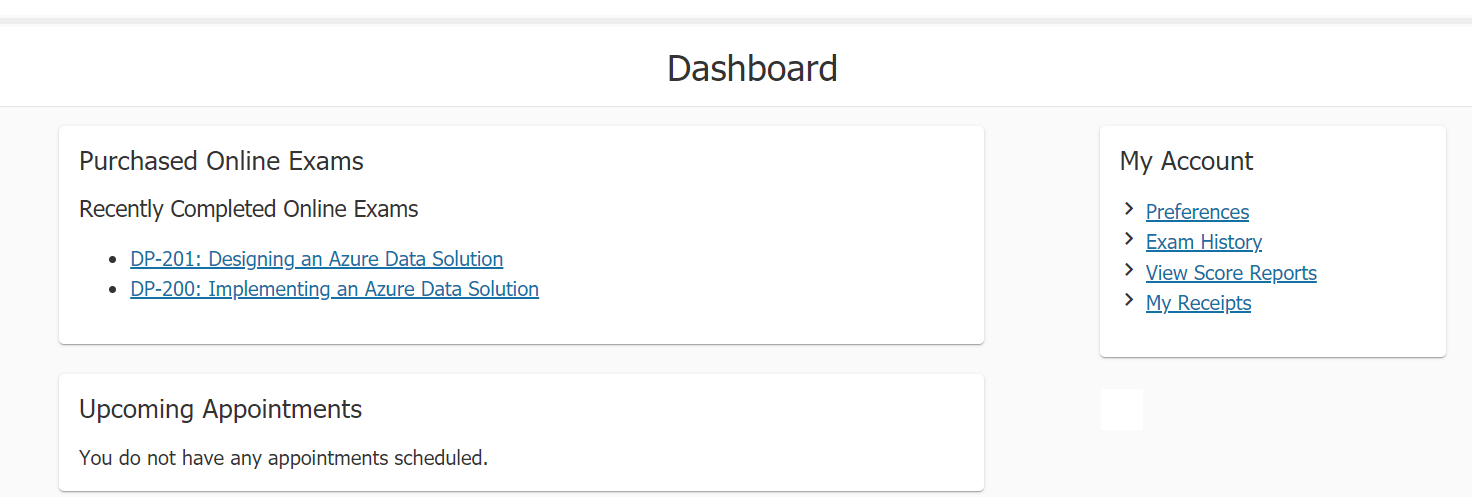 Dashboard
Purchased Online Exams
Recently Completed Online Exams
DP-201: Designing an Azure Data Solution
DP-200: Implementing an Azure Data Solution
Upcoming Appointments
You do not have any appointments scheduled.
My Account
Preferences
Exam History
View Score Reports
My Receipts